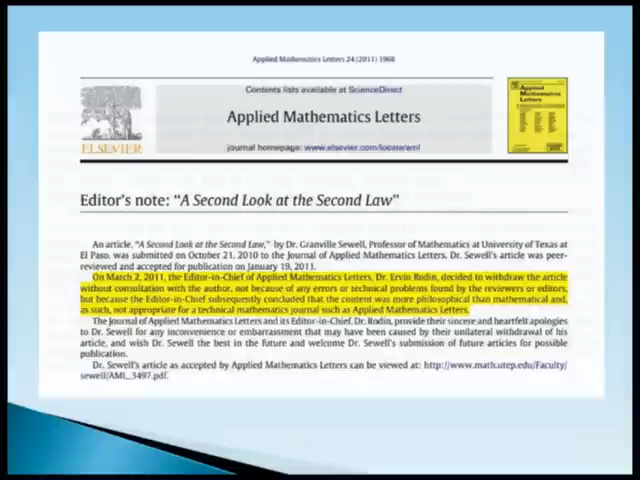 Applied Mathematics Letters 24 (2011) 1968
Contents lists available at ScienceDirect
Applied Mathematics Letters
journal homepage: www.elsevier.com/locate/aml
ELSEVIER
Applied
Mathematics
Letters
Editor's note: “A Second Look at the Second Law”
An article, “A Second Look at the Second Law,” by Dr. Granville Sewell, Professor of Mathematics at University of Texas at
El Paso, was submitted on October 21, 2010 to the Journal of Applied Mathematics Letters. Dr. Sewell's article was peer-
reviewed and accepted for publication on January 19, 2011.
On March 2, 2011, the Editor-in-Chief of Applied Mathematics Letters, Dr. Ervin Rodin, decided to withdraw the article
without consultation with the author, not because of any errors or technical problems found by the reviewers or editors,
but because the Editor-in-Chief subsequently concluded that the content was more philosophical than mathematical and,
as such, not appropriate for a technical mathematics journal such as Applied Mathematics Letters.
The Journal of Applied Mathematics Letters and its Editor-in-Chief, Dr. Rodin, provide their sincere and heartfelt apologies
to Dr. Sewell for any inconvenience or embarrassment that may have been caused by their unilateral withdrawal of his
article, and wish Dr. Sewell the best in the future and welcome Dr. Sewell's submission of future articles for possible
publication.
Dr. Sewell's article as accepted by Applied Mathematics Letters can be viewed at: http://www.math.utep.edu/Faculty/
sewell/AML_3497.pdf.